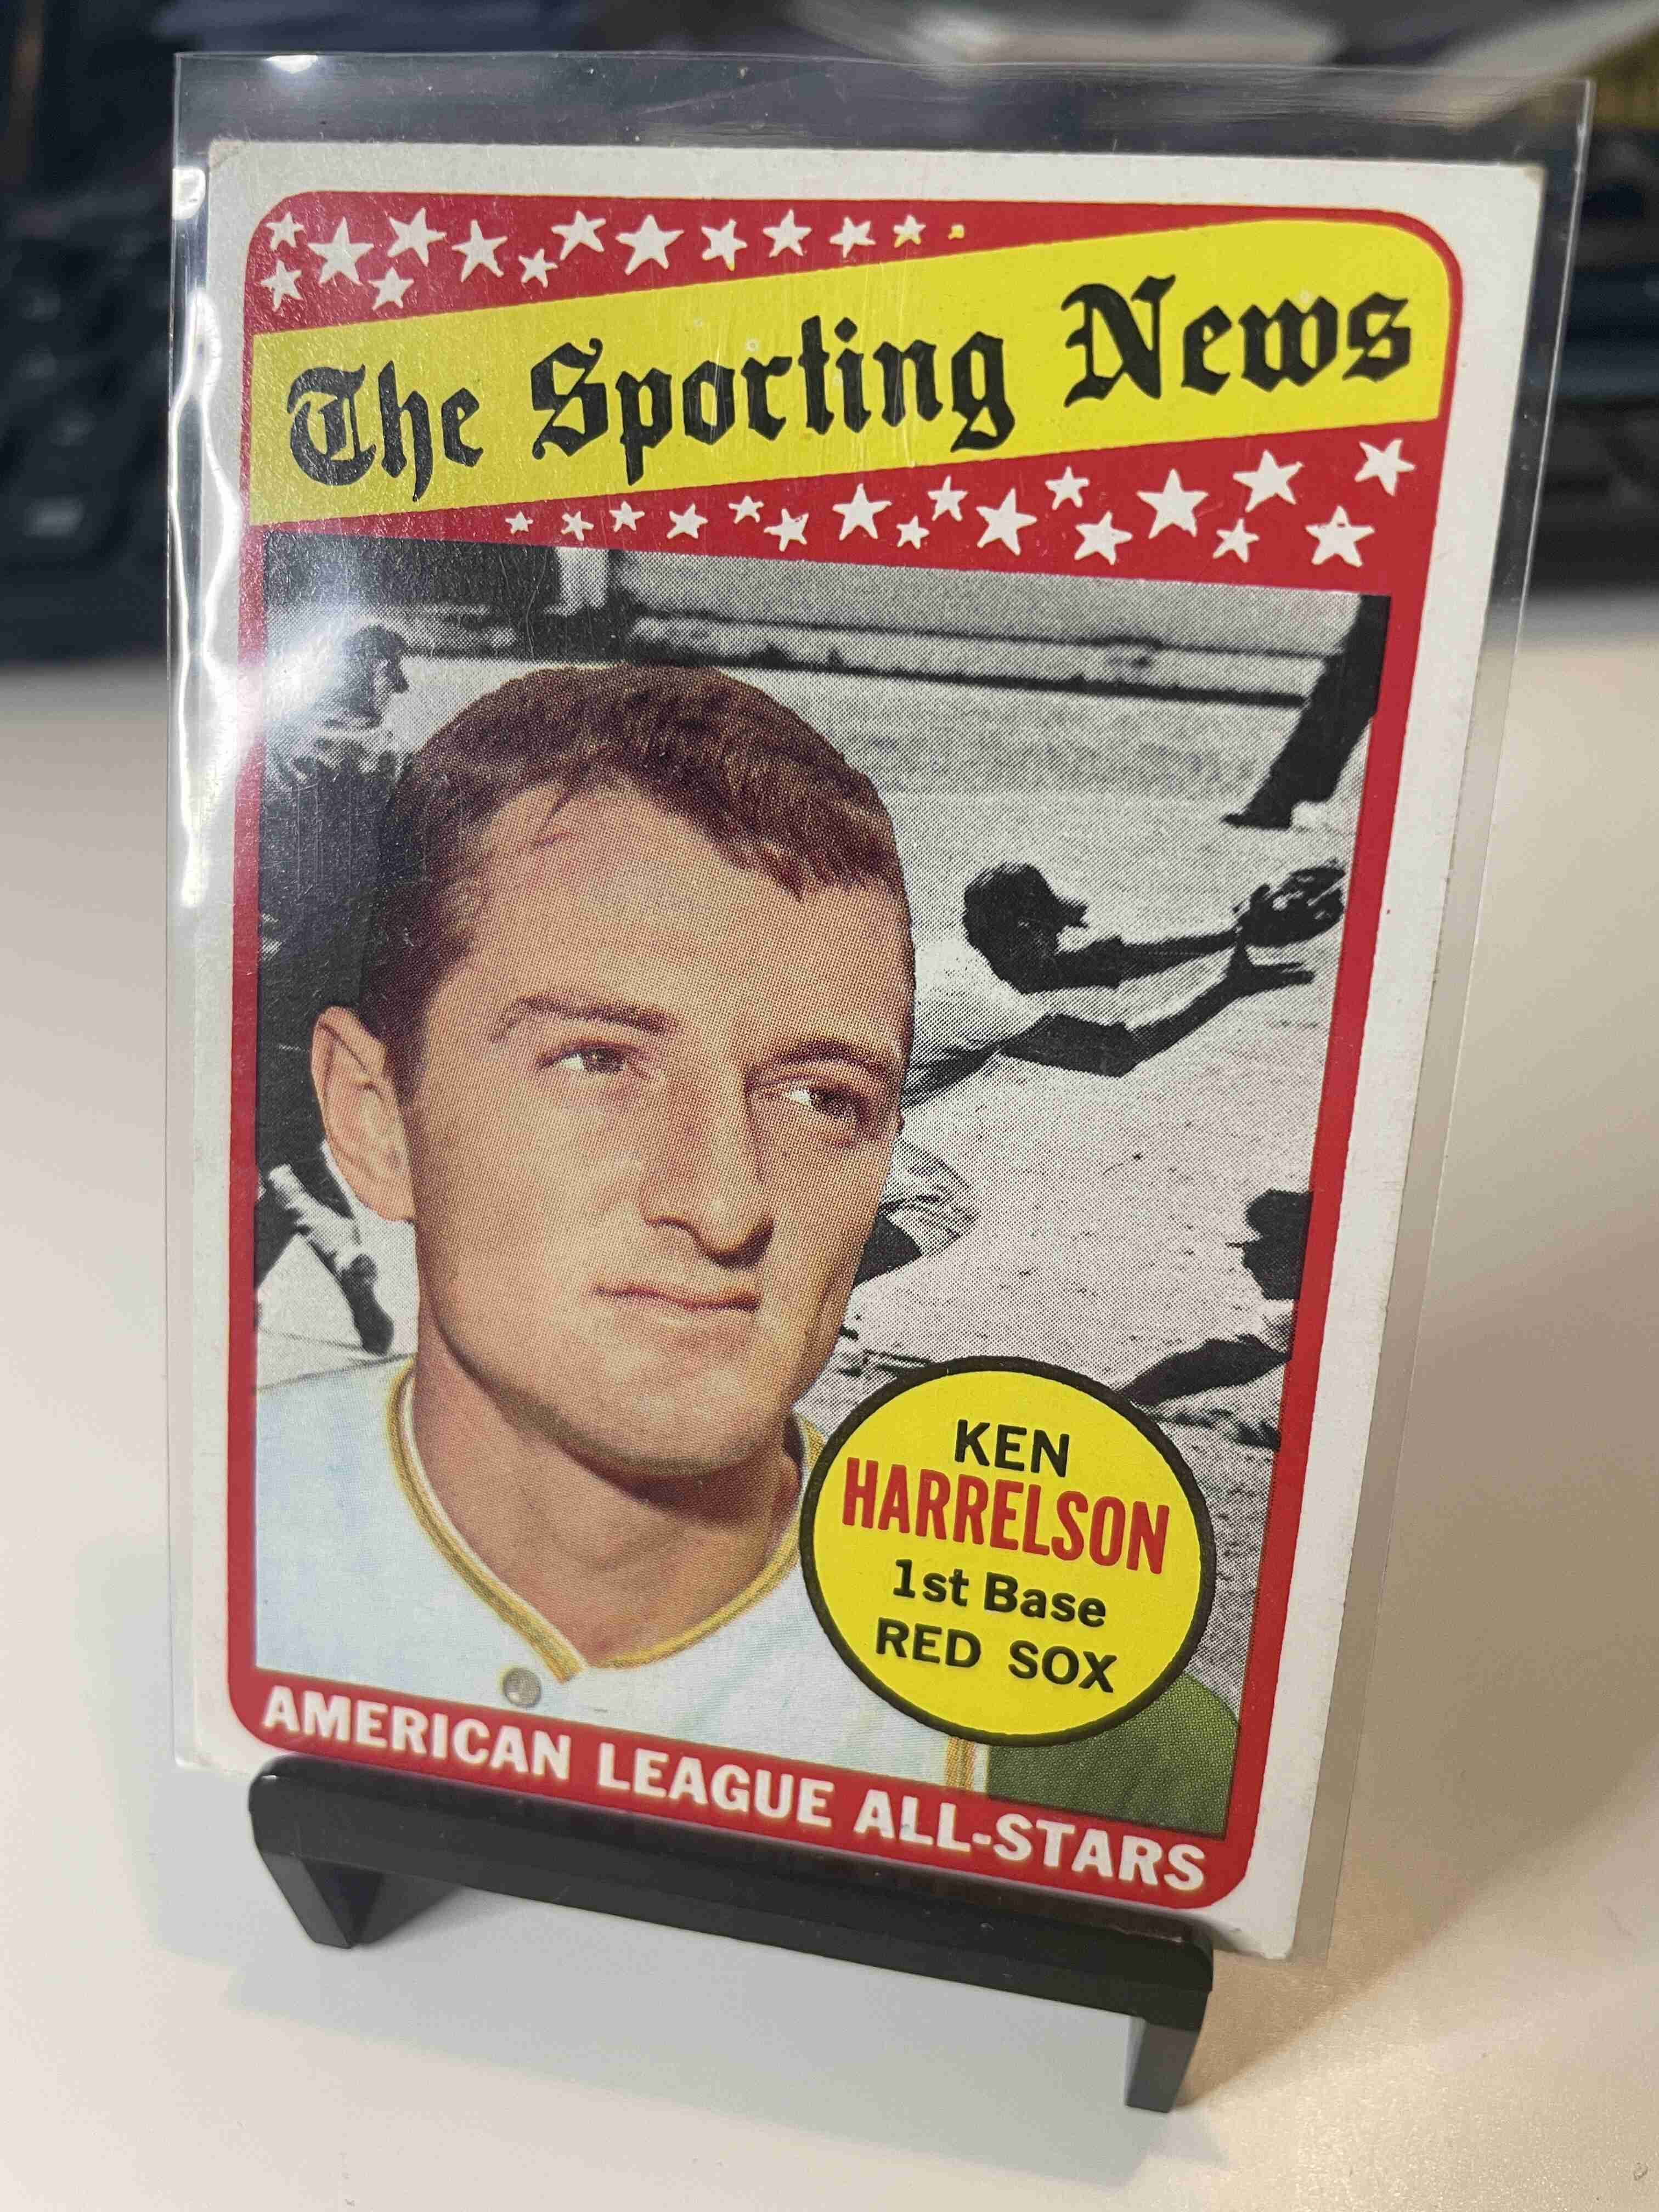 The Sporting News
KEN
HARRELSON
1st Base
RED SOX
AMERICAN LEAGUE ALL-STARS